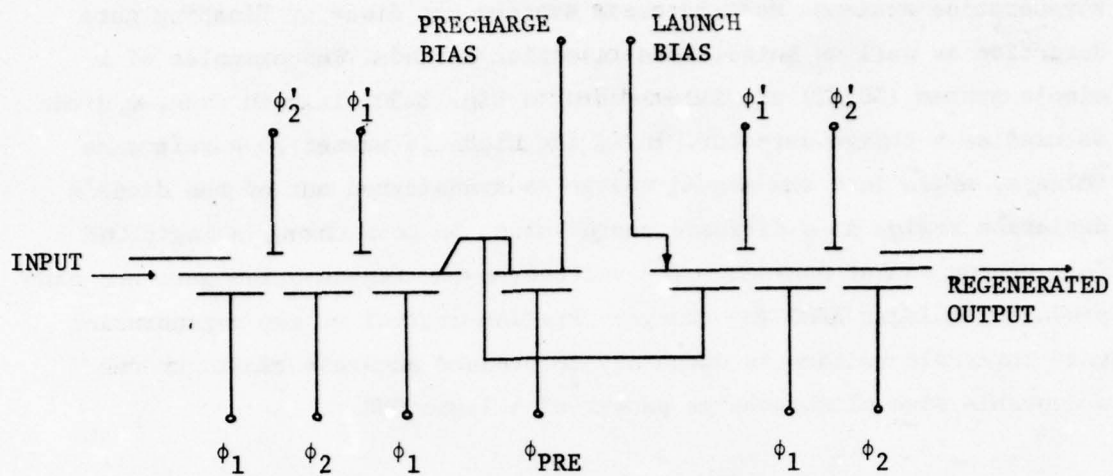 PRECHARGE
BIAS
LAUNCH
BIAS
ϕ'2
ϕ'1
ϕ'1
ϕ'2
INPUT
REGENERATED
OUTPUT
ϕ1
ϕ2
ϕ1
ϕPRE
ϕ1
ϕ2